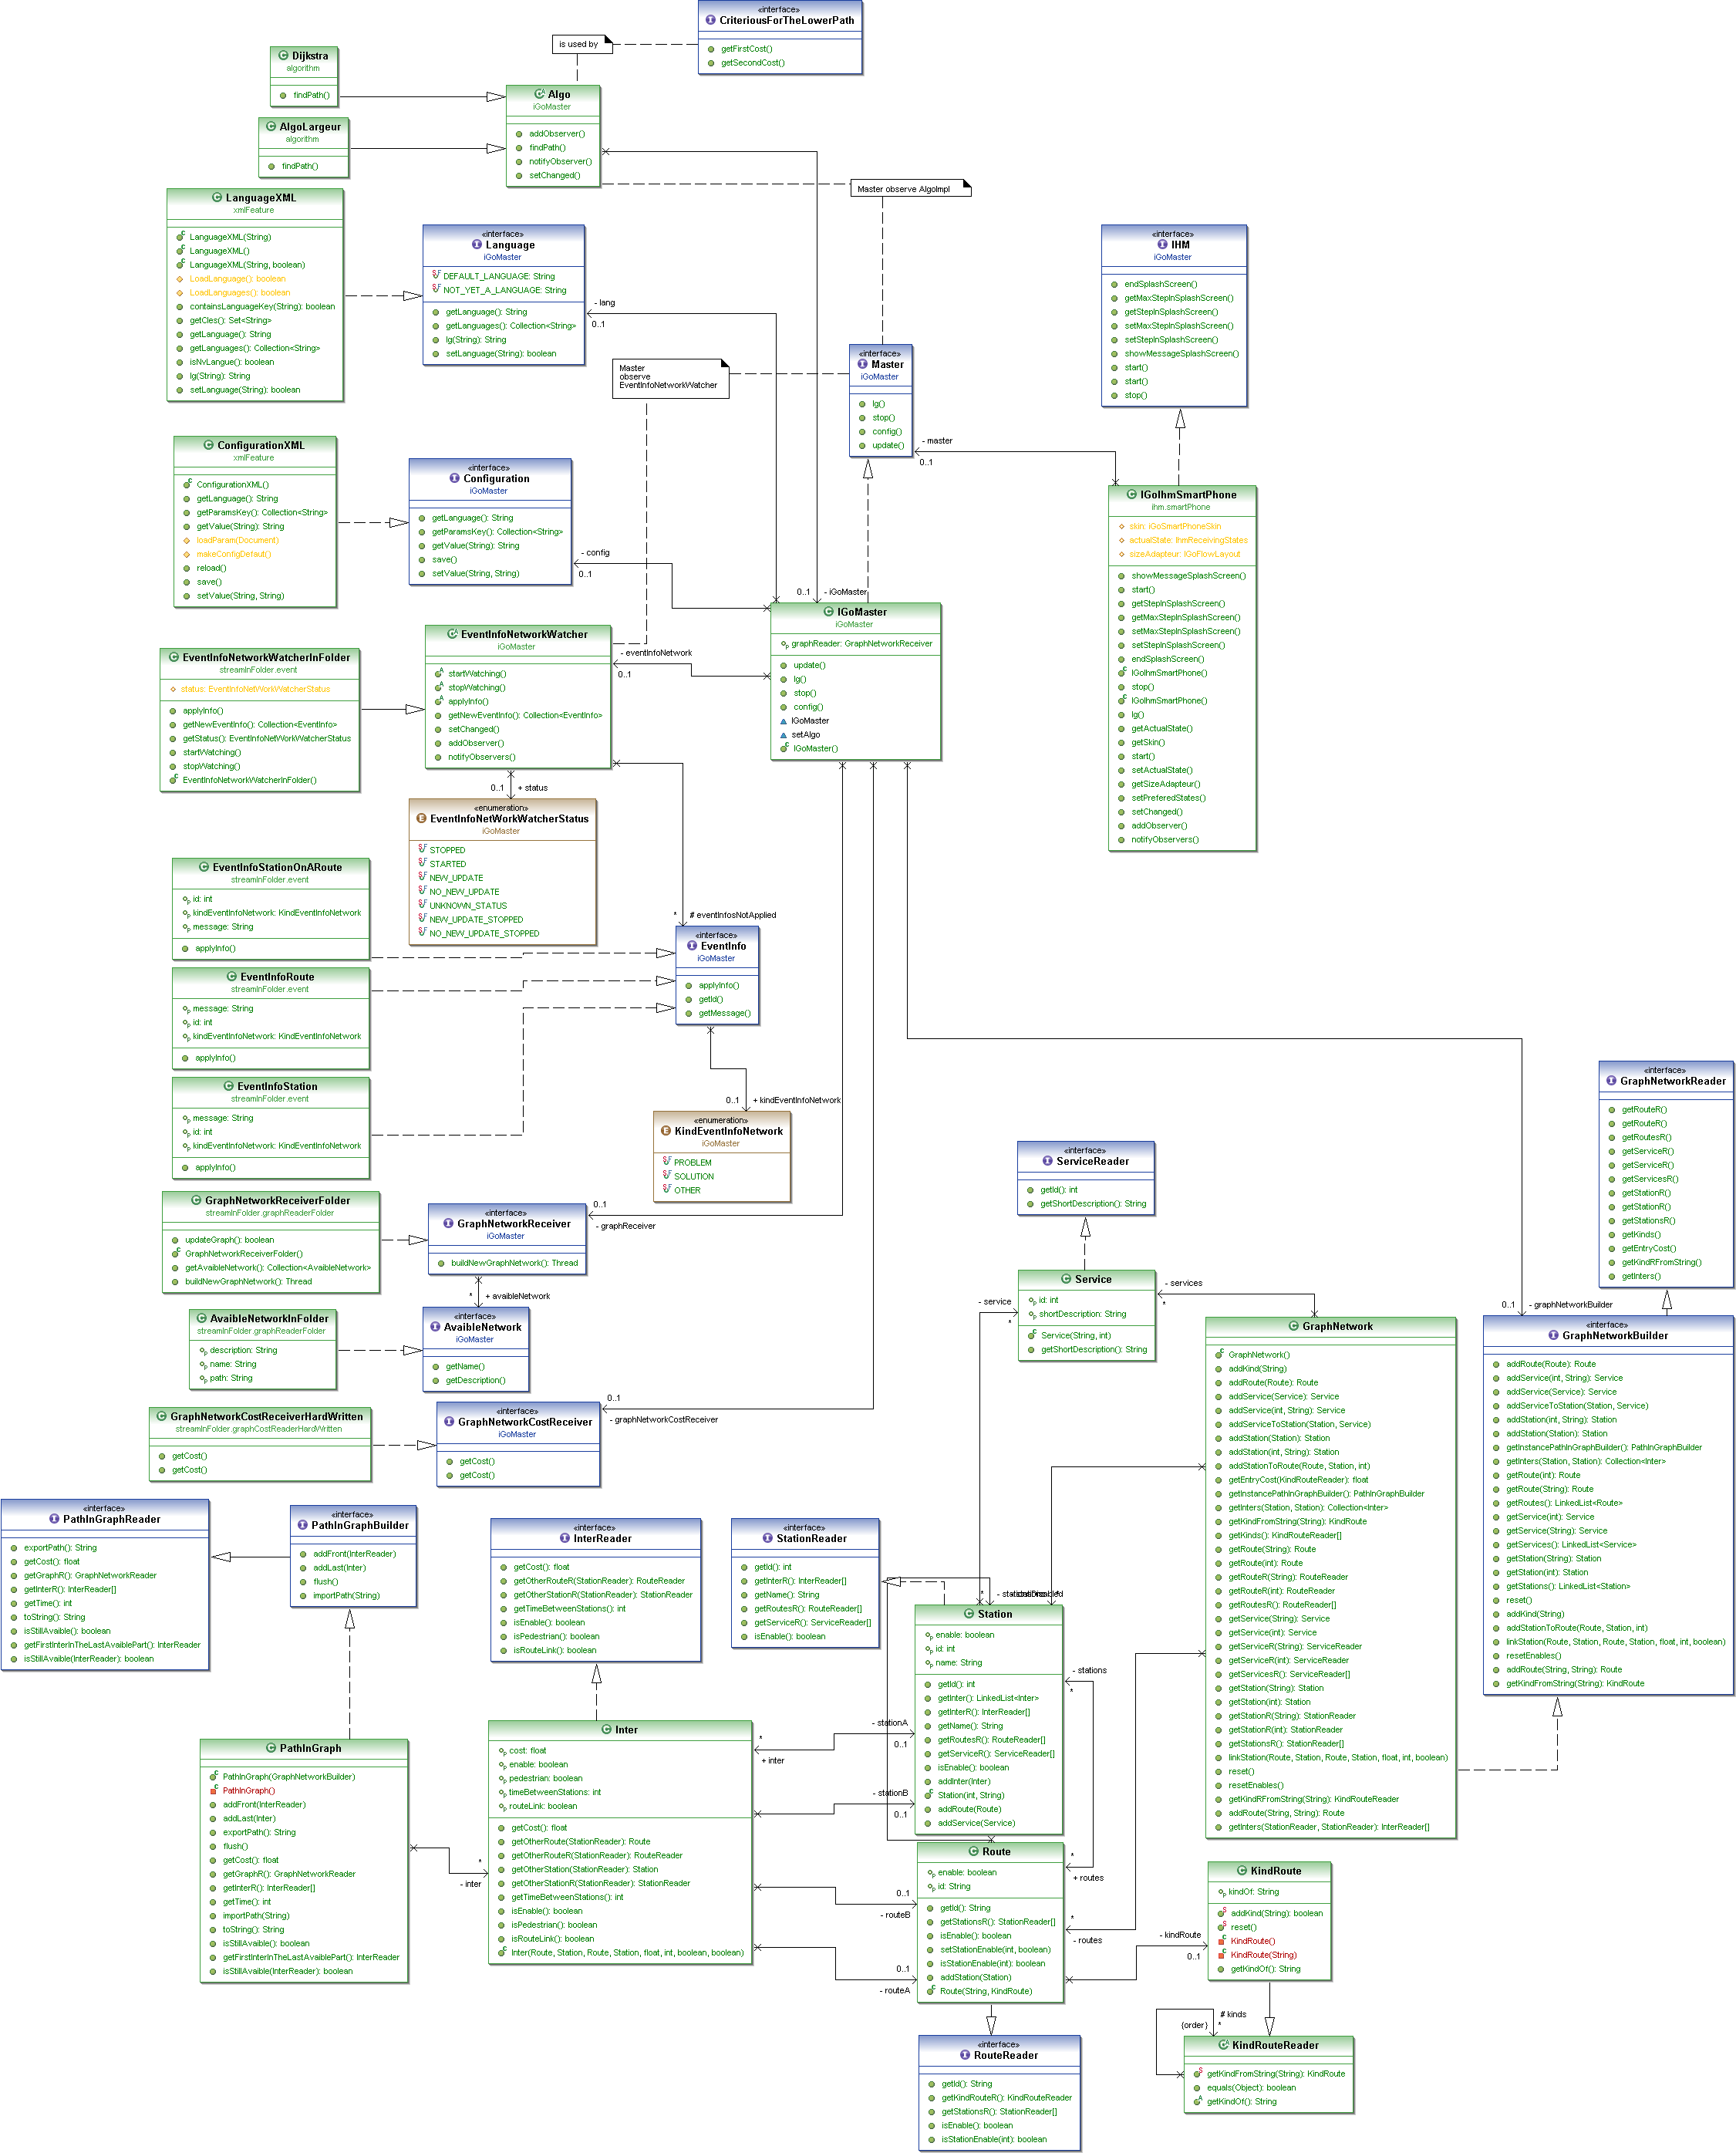 «interface»
CriteriousForTheLowerPath
getFirstCost()
getSecondCost()
is used by
Dijkstra
algorithm
findPath()
Algo
iGoMaster
addObserver()
findPath()
notifyObserver()
setChanged()
AlgoLargeur
algorithm
findPath()
Master observe AlgoImpl
LanguageXML
xmlFeature
LanguageXML(String)
LanguageXML()
LanguageXML(String, boolean)
LoadLanguage(): boolean
LoadLanguages(): boolean
containsLanguageKey(String): boolean
getCles(): Set<String>
getLanguage(): String
getLanguages(): Collection<String>
isNvLangue(): boolean
lg(String): String
setLanguage(String): boolean
«interface»
Language
iGoMaster
DEFAULT_LANGUAGE: String
NOT_YET_A_LANGUAGE: String
getLanguage(): String
getLanguages(): Collection<String>
lg(String): String
setLanguage(String): boolean
- lang
0..1
«interface»
IHM
iGoMaster
endSplashScreen()
getMaxStepInSplashScreen()
getStepInSplashScreen()
setMaxStepInSplashScreen()
setStepInSplashScreen()
showMessageSplashScreen()
start()
start()
stop()
Master
observe
EventInfoNetworkWatcher
«interface»
Master
iGoMaster
lg()
stop()
config()
update()
- master
0..1
ConfigurationXML
xmlFeature
ConfigurationXML()
getLanguage(): String
getParamsKey(): Collection<String>
getValue(String): String
loadParam(Document)
makeConfigDefaut()
reload()
save()
setValue(String, String)
«interface»
Configuration
iGoMaster
getLanguage(): String
getParamsKey(): Collection<String>
getValue(String): String
save()
setValue(String, String)
- config
0..1
IGoIhmSmartPhone
ihm.smartPhone
skin: iGoSmartPhoneSkin
actualState: IhmReceivingStates
sizeAdapteur: IGoFlowLayout
showMessageSplashScreen()
start()
getStepInSplashScreen()
getMaxStepInSplashScreen()
setMaxStepInSplashScreen()
setStepInSplashScreen()
endSplashScreen()
IGoIhmSmartPhone()
stop()
IGoIhmSmartPhone()
lg()
getActualState()
getSkin()
start()
setActualState()
getSizeAdapteur()
setPreferedStates()
setChanged()
addObserver()
notifyObservers()
0..1
- iGoMaster
IGoMaster
iGoMaster
graphReader: GraphNetworkReceiver
update()
lg()
stop()
config()
IGoMaster
setAlgo
IGoMaster()
EventInfoNetworkWatcher
iGoMaster
startWatching()
stopWatching()
applyInfo()
getNewEventInfo(): Collection<EventInfo>
setChanged()
addObserver()
notifyObservers()
- eventInfoNetwork
0..1
EventInfoNetworkWatcherInFolder
streamInFolder.event
status: EventInfoNetWorkWatcherStatus
applyInfo()
getNewEventInfo(): Collection<EventInfo>
getStatus(): EventInfoNetWorkWatcherStatus
startWatching()
stopWatching()
EventInfoNetworkWatcherInFolder()
0..1
+ status
«enumeration»
EventInfoNetWorkWatcherStatus
iGoMaster
STOPPED
STARTED
NEW_UPDATE
NO_NEW_UPDATE
UNKNOWN_STATUS
NEW_UPDATE_STOPPED
NO_NEW_UPDATE_STOPPED
EventInfoStationOnARoute
streamInFolder.event
id: int
kindEventInfoNetwork: KindEventInfoNetwork
message: String
applyInfo()
*
# eventInfosNotApplied
«interface»
EventInfo
iGoMaster
applyInfo()
getId()
getMessage()
EventInfoRoute
streamInFolder.event
message: String
id: int
kindEventInfoNetwork: KindEventInfoNetwork
applyInfo()
EventInfoStation
streamInFolder.event
message: String
id: int
kindEventInfoNetwork: KindEventInfoNetwork
applyInfo()
0..1
+ kindEventInfoNetwork
«enumeration»
KindEventInfoNetwork
iGoMaster
PROBLEM
SOLUTION
OTHER
«interface»
GraphNetworkReader
getRouteR()
getRouteR()
getRoutesR()
getServiceR()
getServiceR()
getServicesR()
getStationR()
getStationR()
getStationsR()
getKinds()
getEntryCost()
getKindRFromString()
getInters()
«interface»
ServiceReader
getId(): int
getShortDescription(): String
GraphNetworkReceiverFolder
streamInFolder.graphReaderFolder
updateGraph(): boolean
GraphNetworkReceiverFolder()
getAvaibleNetwork(): Collection<AvaibleNetwork>
buildNewGraphNetwork(): Thread
«interface»
GraphNetworkReceiver
iGoMaster
buildNewGraphNetwork(): Thread
0..1
- graphReceiver
*
+ avaibleNetwork
AvaibleNetworkInFolder
streamInFolder.graphReaderFolder
description: String
name: String
path: String
«interface»
AvaibleNetwork
iGoMaster
getName()
getDescription()
Service
id: int
shortDescription: String
Service(String, int)
getShortDescription(): String
- service
*
- services
*
0..1
- graphNetworkBuilder
GraphNetwork
GraphNetwork()
addKind(String)
addRoute(Route): Route
addService(Service): Service
addService(int, String): Service
addServiceToStation(Station, Service)
addStation(Station): Station
addStation(int, String): Station
addStationToRoute(Route, Station, int)
getEntryCost(KindRouteReader): float
getInstancePathInGraphBuilder(): PathInGraphBuilder
getInters(Station, Station): Collection<Inter>
getKindFromString(String): KindRoute
getKinds(): KindRouteReader[]
getRoute(String): Route
getRoute(int): Route
getRouteR(String): RouteReader
getRouteR(int): RouteReader
getRoutesR(): RouteReader[]
getService(String): Service
getService(int): Service
getServiceR(String): ServiceReader
getServiceR(int): ServiceReader
getServicesR(): ServiceReader[]
getStation(String): Station
getStation(int): Station
getStationR(String): StationReader
getStationR(int): StationReader
getStationsR(): StationReader[]
linkStation(Route, Station, Route, Station, float, int, boolean)
reset()
resetEnables()
getKindRFromString(String): KindRouteReader
addRoute(String, String): Route
getInters(StationReader, StationReader): InterReader[]
«interface»
GraphNetworkBuilder
addRoute(Route): Route
addService(int, String): Service
addService(Service): Service
addServiceToStation(Station, Service)
addStation(int, String): Station
addStation(Station): Station
getInstancePathInGraphBuilder(): PathInGraphBuilder
getInters(Station, Station): Collection<Inter>
getRoute(int): Route
getRoute(String): Route
getRoutes(): LinkedList<Route>
getService(int): Service
getService(String): Service
getServices(): LinkedList<Service>
getStation(String): Station
getStation(int): Station
getStations(): LinkedList<Station>
reset()
addKind(String)
addStationToRoute(Route, Station, int)
linkStation(Route, Station, Route, Station, float, int, boolean)
resetEnables()
addRoute(String, String): Route
getKindFromString(String): KindRoute
GraphNetworkCostReceiverHardWritten
streamInFolder.graphCostReaderHardWritten
getCost()
getCost()
«interface»
GraphNetworkCostReceiver
iGoMaster
getCost()
getCost()
0..1
- graphNetworkCostReceiver
«interface»
PathInGraphReader
exportPath(): String
getCost(): float
getGraphR(): GraphNetworkReader
getInterR(): InterReader[]
getTime(): int
toString(): String
isStillAvaible(): boolean
getFirstInterInTheLastAvaiblePart(): InterReader
isStillAvaible(InterReader): boolean
«interface»
PathInGraphBuilder
addFront(InterReader)
addLast(Inter)
flush()
importPath(String)
«interface»
InterReader
getCost(): float
getOtherRouteR(StationReader): RouteReader
getOtherStationR(StationReader): StationReader
getTimeBetweenStations(): int
isEnable(): boolean
isPedestrian(): boolean
isRouteLink(): boolean
«interface»
StationReader
getId(): int
getInterR(): InterReader[]
getName(): String
getRoutesR(): RouteReader[]
getServiceR(): ServiceReader[]
isEnable(): boolean
*
Station
enable: boolean
id: int
name: String
getId(): int
getInter(): LinkedList<Inter>
getInterR(): InterReader[]
getName(): String
getRoutesR(): RouteReader[]
getServiceR(): ServiceReader[]
isEnable(): boolean
addInter(Inter)
Station(int, String)
addRoute(Route)
addService(Service)
- stations
*
- stationA
0..1
*
+ inter
- stationB
0..1
Inter
cost: float
enable: boolean
pedestrian: boolean
timeBetweenStations: int
routeLink: boolean
getCost(): float
getOtherRoute(StationReader): Route
getOtherRouteR(StationReader): RouteReader
getOtherStation(StationReader): Station
getOtherStationR(StationReader): StationReader
getTimeBetweenStations(): int
isEnable(): boolean
isPedestrian(): boolean
isRouteLink(): boolean
Inter(Route, Station, Route, Station, float, int, boolean, boolean)
PathInGraph
PathInGraph(GraphNetworkBuilder)
PathInGraph()
addFront(InterReader)
addLast(Inter)
exportPath(): String
flush()
getCost(): float
getGraphR(): GraphNetworkReader
getInterR(): InterReader[]
getTime(): int
importPath(String)
toString(): String
isStillAvaible(): boolean
getFirstInterInTheLastAvaiblePart(): InterReader
isStillAvaible(InterReader): boolean
*
- inter
Route
enable: boolean
id: String
getId(): String
getStationsR(): StationReader[]
isEnable(): boolean
setStationEnable(int, boolean)
isStationEnable(int): boolean
addStation(Station)
Route(String, KindRoute)
*
+ routes
*
- routes
0..1
- routeB
0..1
- routeA
- kindRoute
0..1
KindRoute
kindOf: String
addKind(String): boolean
reset()
KindRoute()
KindRoute(String)
getKindOf(): String
# kinds
{order}
*
KindRouteReader
getKindFromString(String): KindRoute
equals(Object): boolean
getKindOf(): String
«interface»
RouteReader
getId(): String
getKindRouteR(): KindRouteReader
getStationsR(): StationReader[]
isEnable(): boolean
isStationEnable(int): boolean